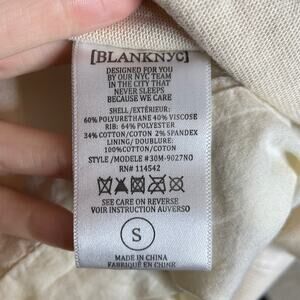 [BLANKNYC]
DESIGNED FOR YOU
BY OUR NYC TEAM
IN THE CITY THAT
NEVER SLEEPS
BECAUSE WE CARE
SHELL/EXTÉRIEUR:
60% POLYURETHANE 40% VISCOSE
RIB: 64% POLYESTER
34% COTTON/COTON 2% SPANDEX
LINING/DOUBLURE:
100%COTTON/COTON
STYLE / MODELE #30M-9027NO
RN# 114542
SEE CARE ON REVERSE
VOIR INSTRUCTION AUVERSO
S
MADE IN CHINA
FABRIQUÉ EN CHINE